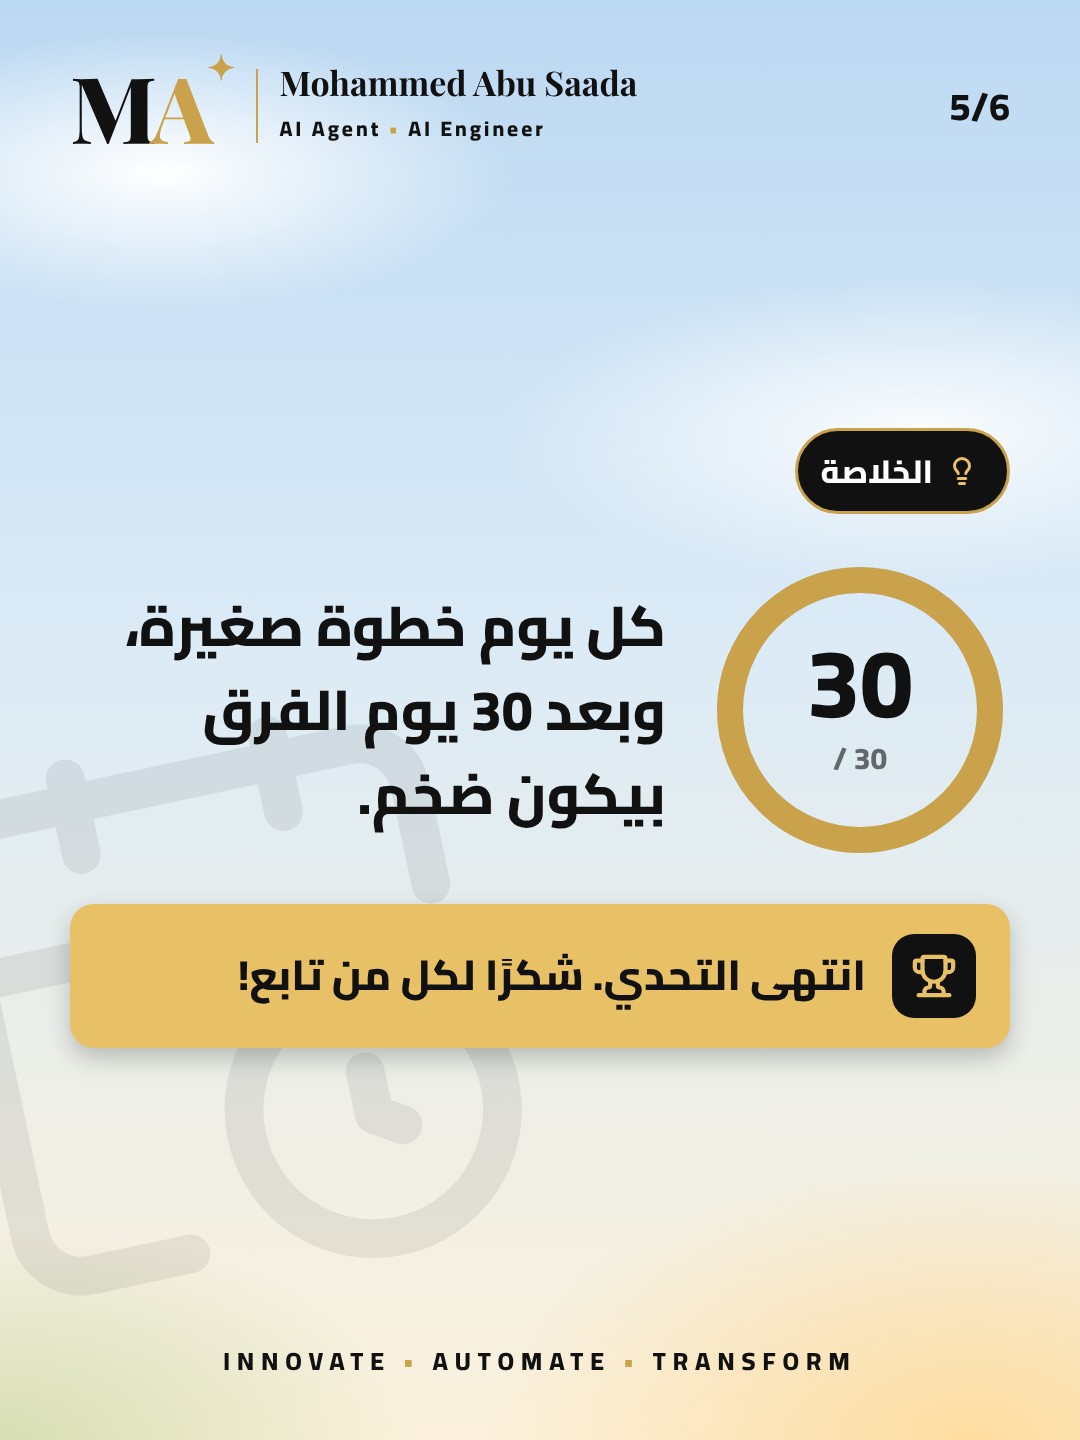 MA
Mohammed Abu Saada
AI Agent ▪ AI Engineer
5/6
الخلاصة
30
/ 30
كل يوم خطوة صغيرة،
وبعد 30 يوم الفرق
بيكون ضخم.
انتهى التحدي. شكرًا لكل من تابع!
INNOVATE ▪ AUTOMATE ▪ TRANSFORM